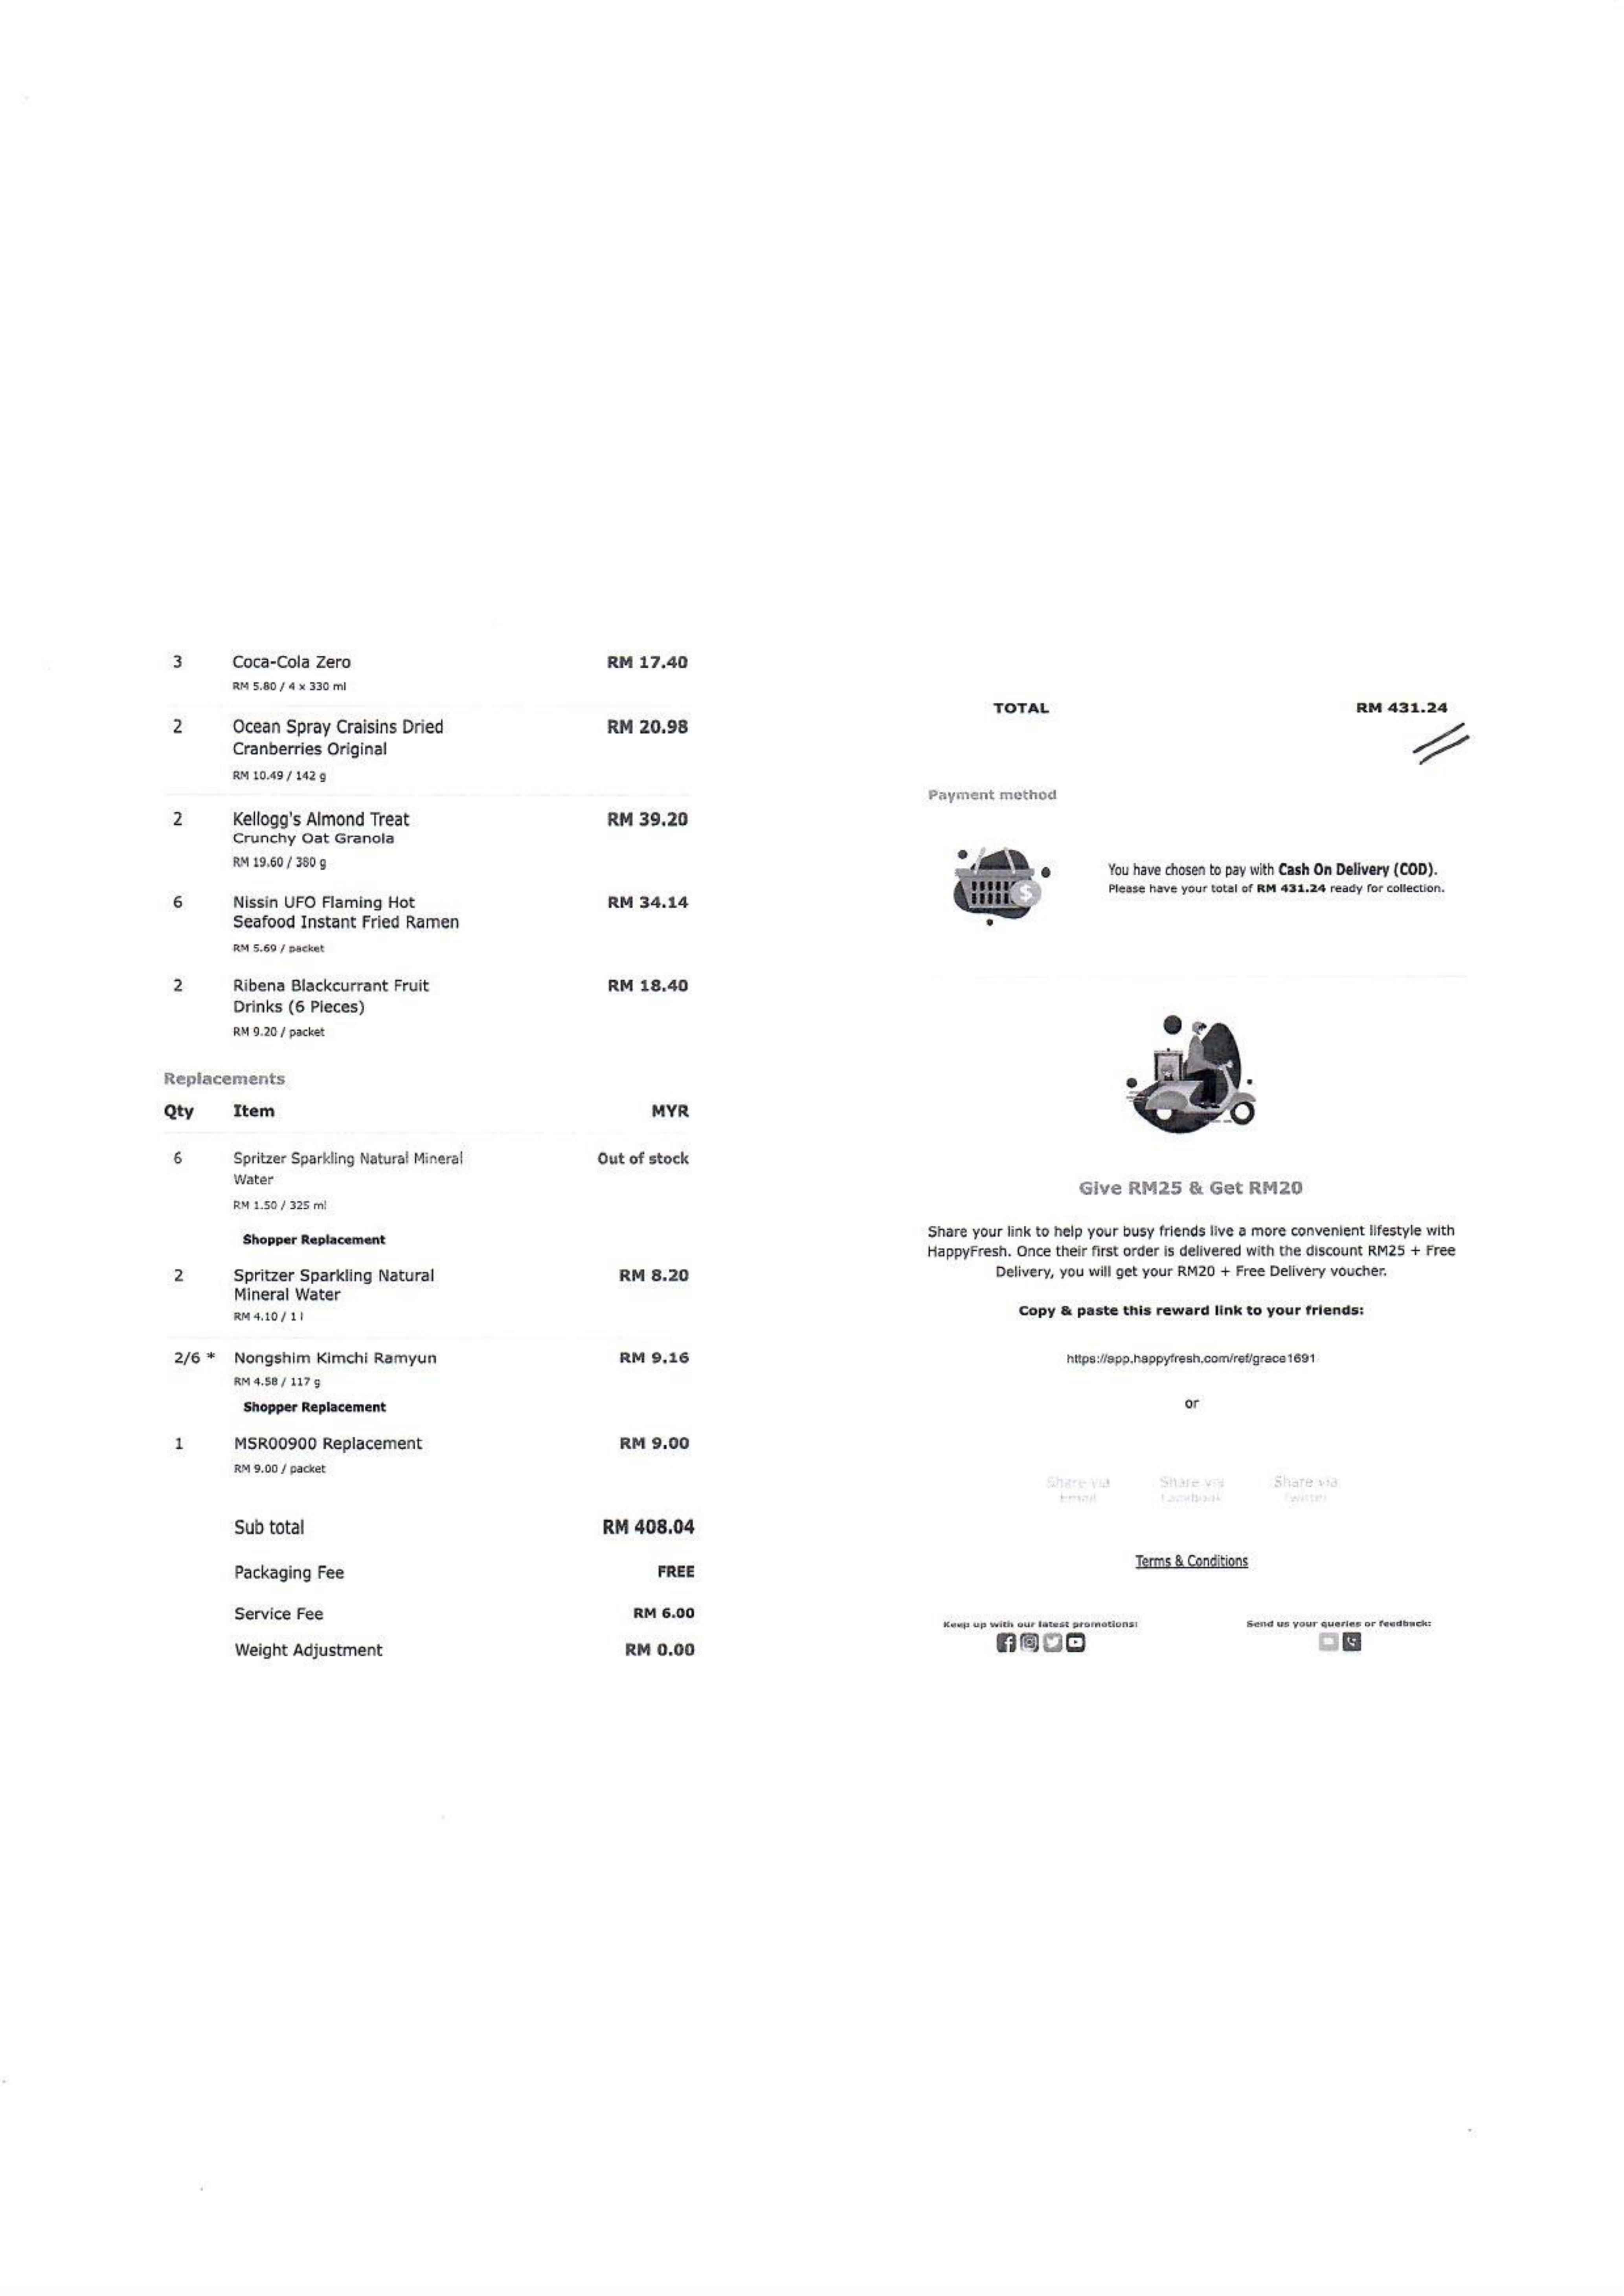 3 Coca-Cola Zero RM 17.40
RM 5.80 / 4 x 330 ml
2 Ocean Spray Craisins Dried RM 20.98
Cranberries Original
RM 10.49 / 142 g
2 Kellogg's Almond Treat RM 39.20
Crunchy Oat Granola
RM 19.60 / 380 g
6 Nissin UFO Flaming Hot RM 34.14
Seafood Instant Fried Ramen
RM 5.69 / packet
2 Ribena Blackcurrant Fruit RM 18.40
Drinks (6 Pieces)
RM 9.20 / packet
Replacements
Qty Item MYR
6 Spritzer Sparkling Natural Mineral Out of stock
Water
RM 1.50 / 325 ml
Shopper Replacement
2 Spritzer Sparkling Natural RM 8.20
Mineral Water
RM 4.10 / 1 l
2/6 * Nongshim Kimchi Ramyun RM 9.16
RM 4.58 / 117 g
Shopper Replacement
1 MSR00900 Replacement RM 9.00
RM 9.00 / packet
Sub total RM 408.04
Packaging Fee FREE
Service Fee RM 6.00
Weight Adjustment RM 0.00
TOTAL RM 431.24
Payment method
You have chosen to pay with Cash On Delivery (COD).
Please have your total of RM 431.24 ready for collection.
Give RM25 & Get RM20
Share your link to help your busy friends live a more convenient lifestyle with
HappyFresh. Once their first order is delivered with the discount RM25 + Free
Delivery, you will get your RM20 + Free Delivery voucher.
Copy & paste this reward link to your friends:
https://app.happyfresh.com/ref/grace1691
or
Share via Share via Share via
Email Facebook Twitter
Terms & Conditions
Keep up with our latest promotions: Send us your queries or feedback: